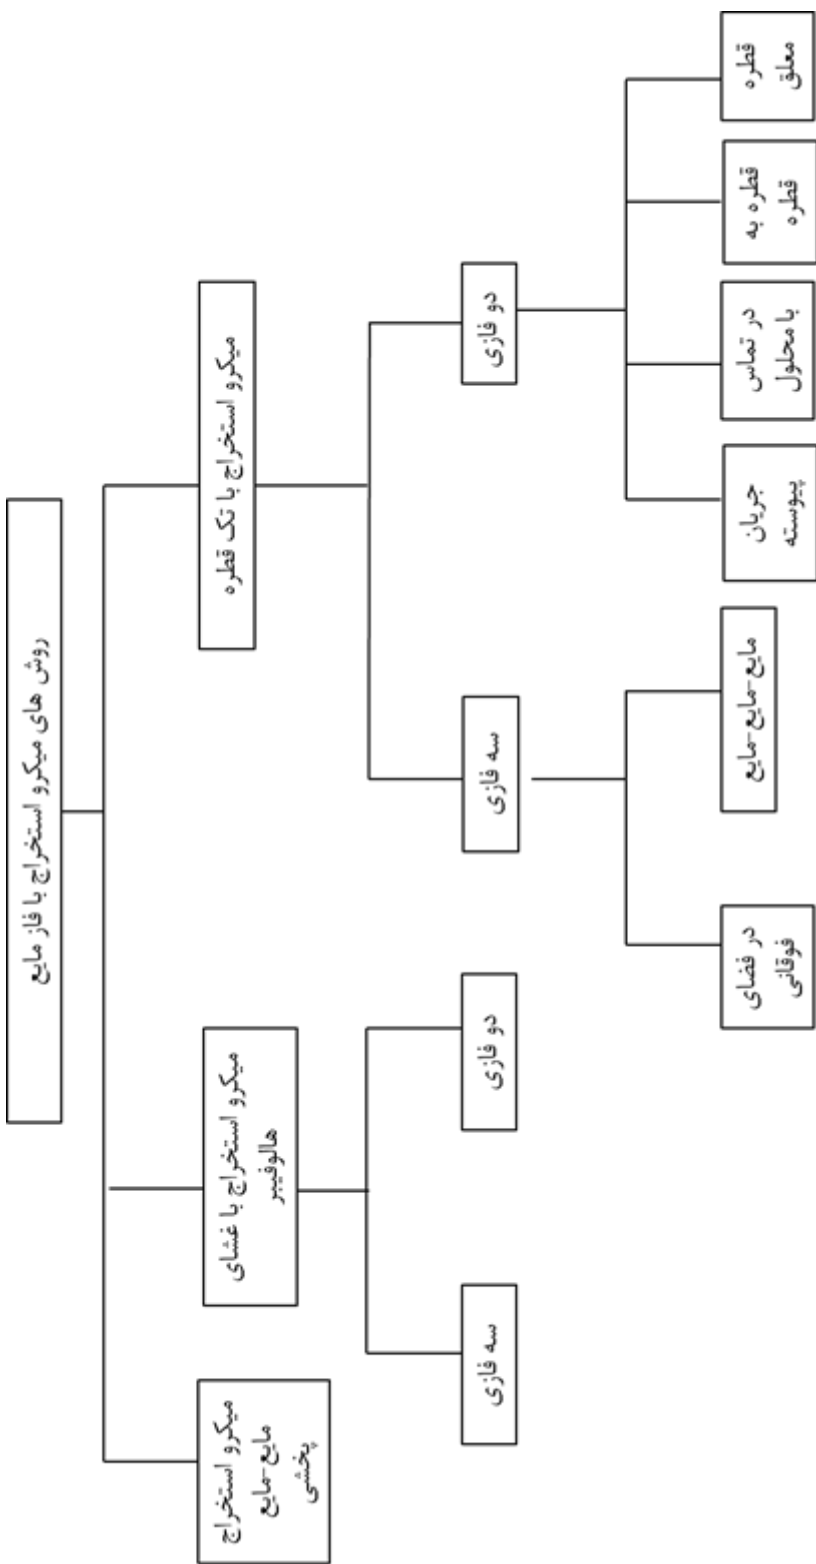 روش های میکرو استخراج با فاز مایع
میکرو استخراج با تک قطره
میکرو استخراج با غشای
هالوفیبر
میکرو استخراج
مایع-مایع
پخشی
دو فازی
سه فازی
دو فازی
سه فازی
قطره
معلق
قطره به
قطره
در تماس
با محلول
جریان
پیوسته
مایع-مایع-مایع
در فضای
فوقانی